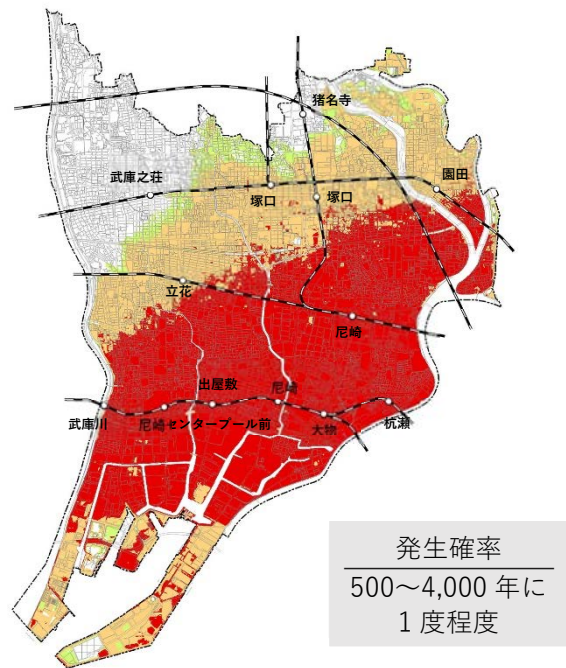 猪名寺
武庫之荘
塚口
塚口
園田
立花
尼崎
出屋敷
尼崎
武庫川
尼崎センタープール前
大物
杭瀬
発生確率
500～4,000 年に
1 度程度